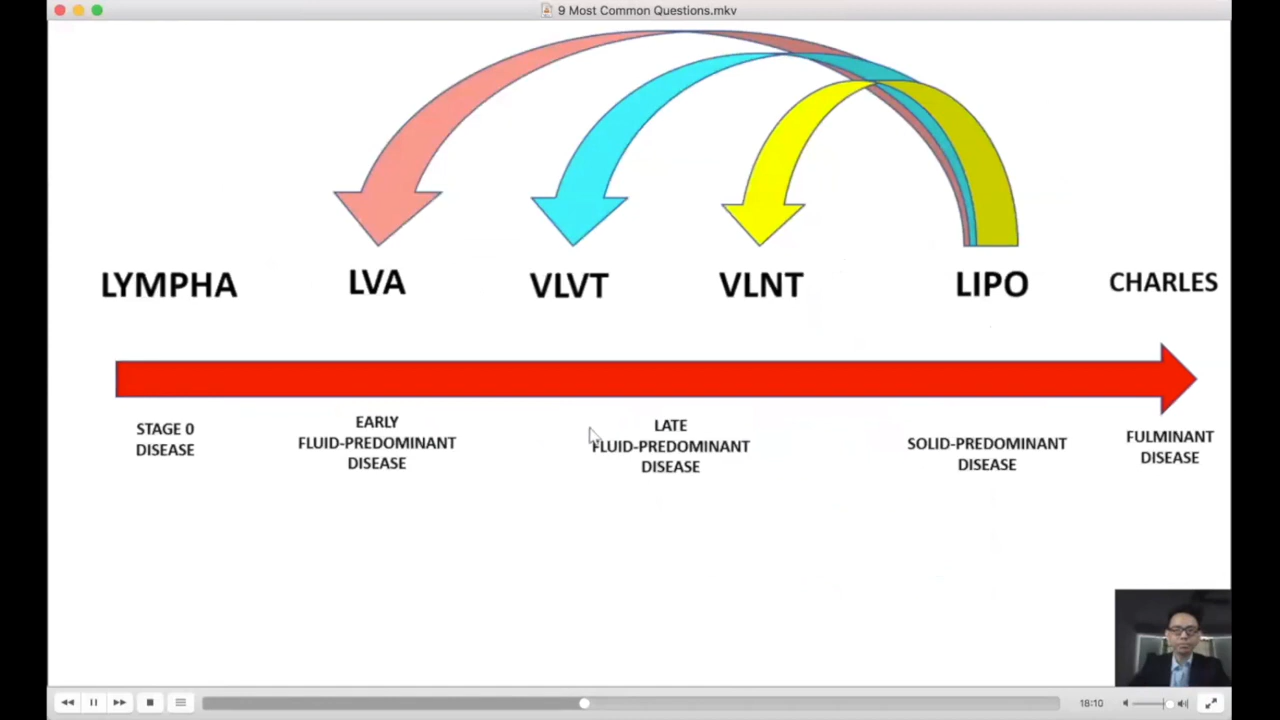 9 Most Common Questions.mkv
LYMPHA
LVA
VLVT
VLNT
LIPO
CHARLES
STAGE 0
DISEASE
EARLY
FLUID-PREDOMINANT
DISEASE
LATE
FLUID-PREDOMINANT
DISEASE
SOLID-PREDOMINANT
DISEASE
FULMINANT
DISEASE
18:10